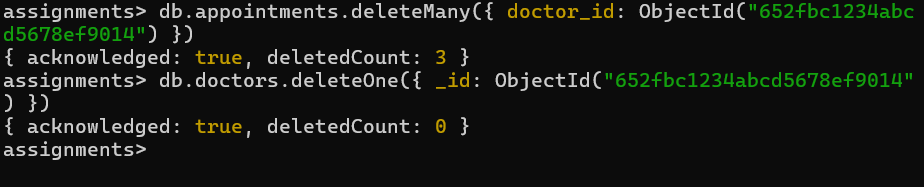 assignments> db.appointments.deleteMany({ doctor_id: ObjectId("652fbc1234abc
d5678ef9014") })
{ acknowledged: true, deletedCount: 3 }
assignments> db.doctors.deleteOne({ _id: ObjectId("652fbc1234abcd5678ef9014"
) })
{ acknowledged: true, deletedCount: 0 }
assignments>